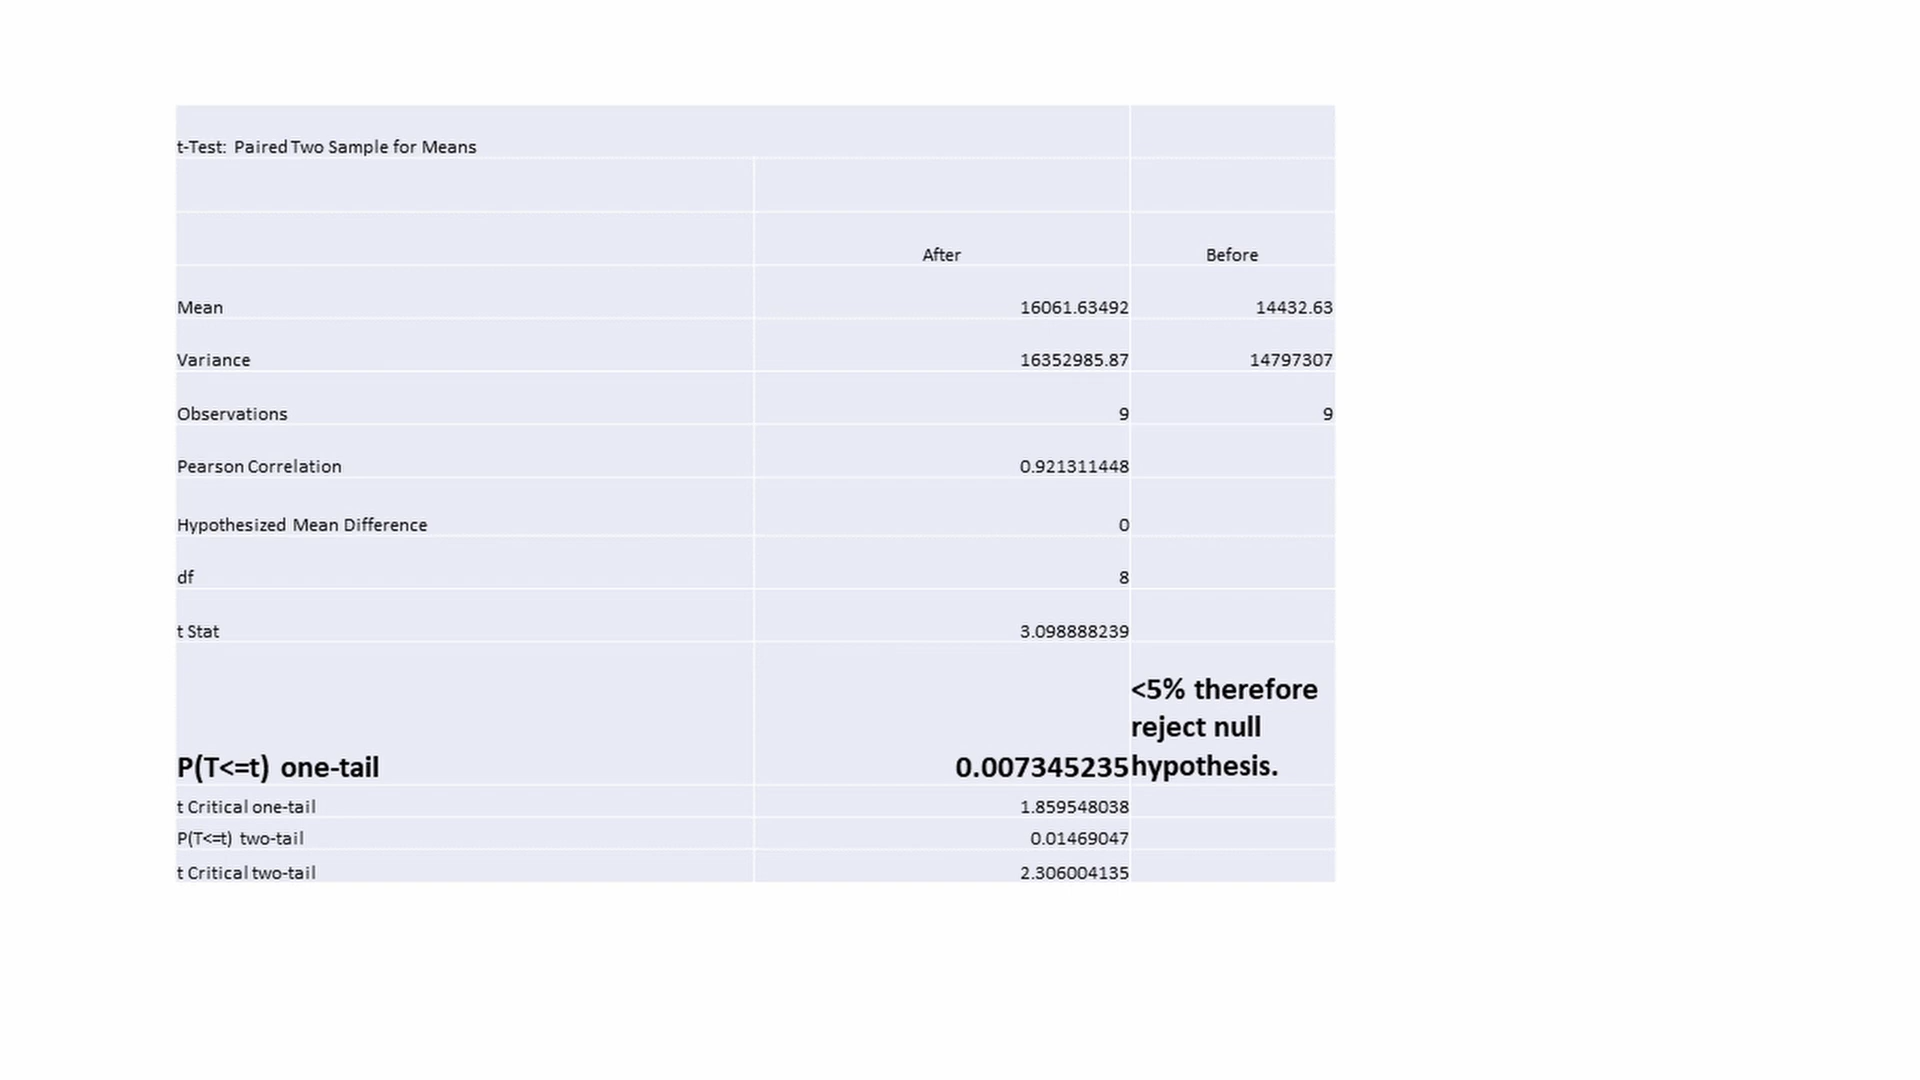 t-Test: Paired Two Sample for Means
After Before
Mean 16061.63492 14432.63
Variance 16352985.87 14797307
Observations 9 9
Pearson Correlation 0.921311448
Hypothesized Mean Difference 0
df 8
t Stat 3.098888239
P(T<=t) one-tail 0.007345235 <5% therefore
reject null
hypothesis.
t Critical one-tail 1.859548038
P(T<=t) two-tail 0.01469047
t Critical two-tail 2.306004135